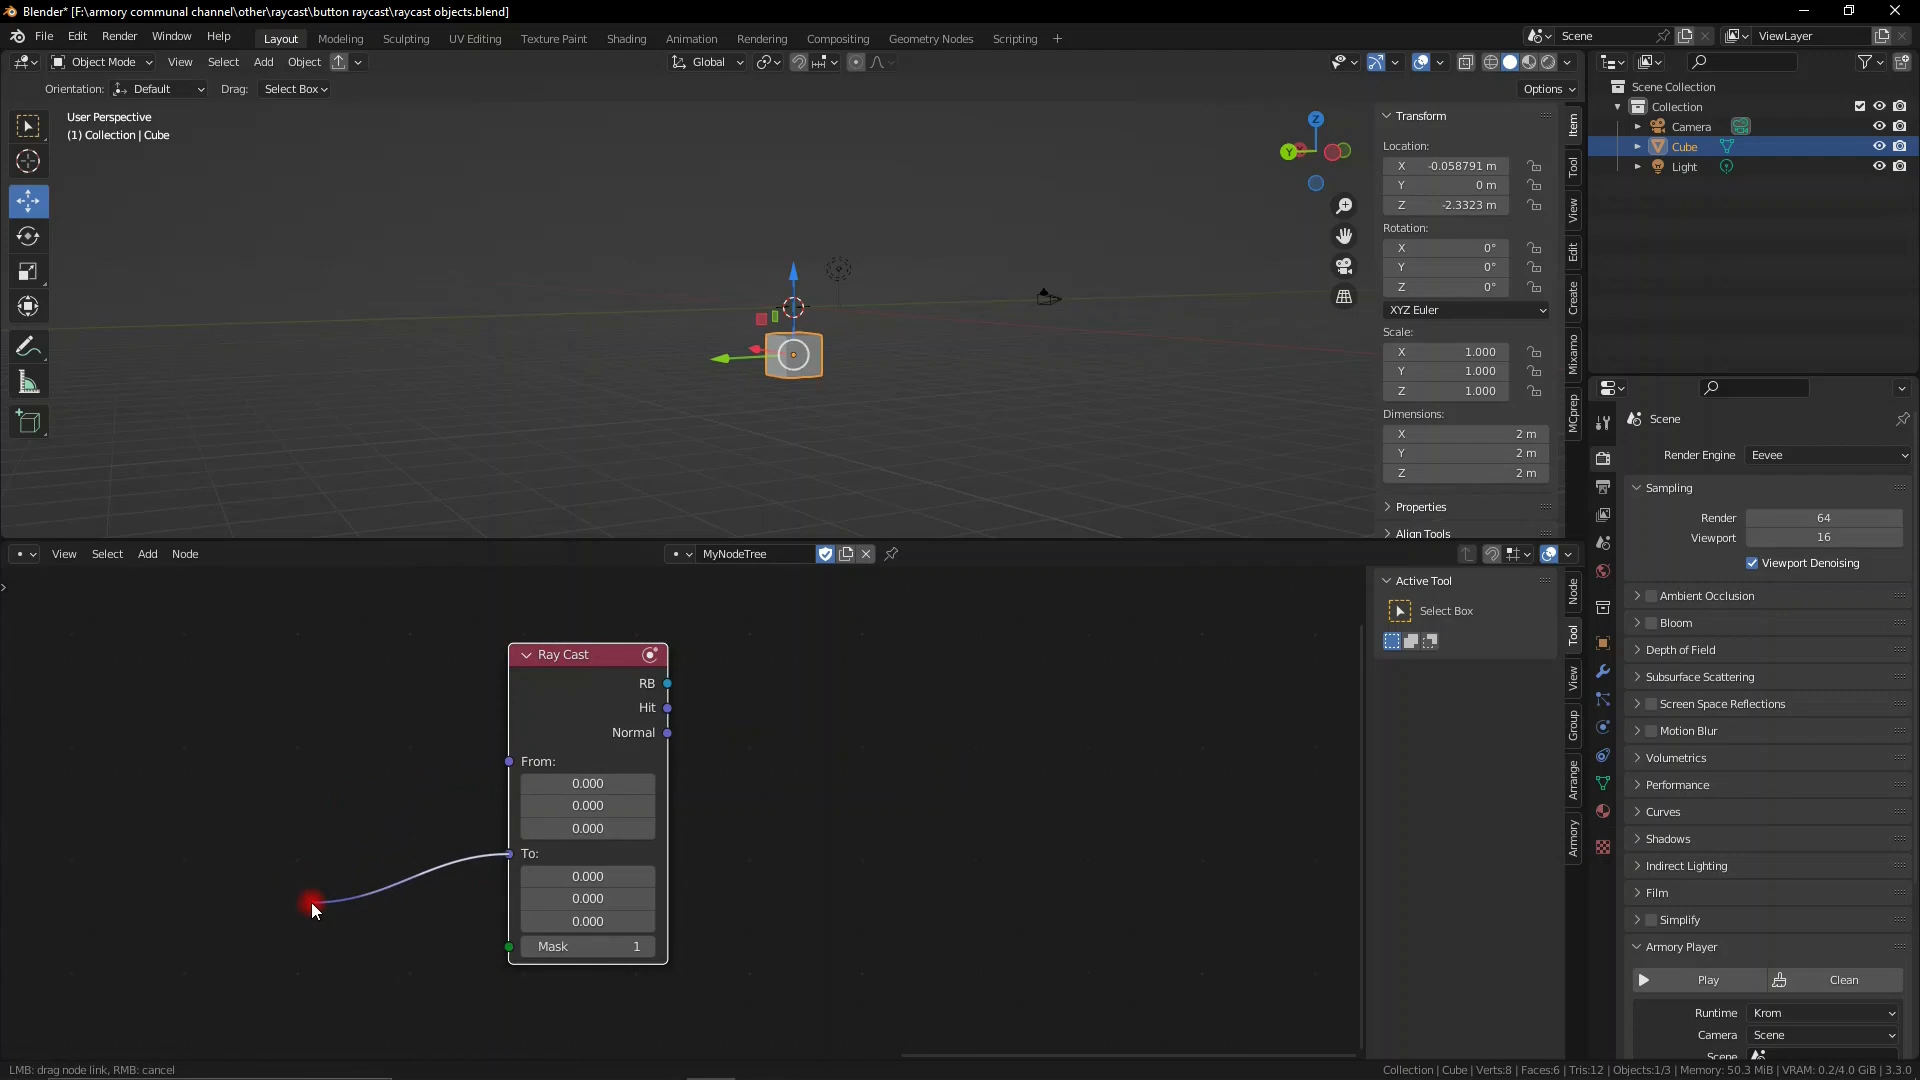 Blender* [F:\armory communal channel\other\raycast\button raycast\raycast objects.blend]
File Edit Render Window Help Layout Modeling Sculpting UV Editing Texture Paint Shading Animation Rendering Compositing Geometry Nodes Scripting + Scene ViewLayer
Object Mode View Select Add Object Global
Orientation: Default Drag: Select Box Options
User Perspective
(1) Collection | Cube
Z
Y
Transform
Location:
X -0.058791 m
Y 0 m
Z -2.3323 m
Rotation:
X 0°
Y 0°
Z 0°
XYZ Euler
Scale:
X 1.000
Y 1.000
Z 1.000
Dimensions:
X 2 m
Y 2 m
Z 2 m
Properties
Align Tools
Item
Tool
View
Edit
Create
Mixamo
MCprep
Scene Collection
Collection
Camera
Cube
Light
Scene
Render Engine Eevee
Sampling
Render 64
Viewport 16
Viewport Denoising
Ambient Occlusion
Bloom
Depth of Field
Subsurface Scattering
Screen Space Reflections
Motion Blur
Volumetrics
Performance
Curves
Shadows
Indirect Lighting
Film
Simplify
Armory Player
Play Clean
Runtime Krom
Camera Scene
Scene
View Select Add Node MyNodeTree
Ray Cast
RB
Hit
Normal
From:
0.000
0.000
0.000
To:
0.000
0.000
0.000
Mask 1
Active Tool
Select Box
Node
Tool
View
Group
Arrange
Armory
LMB: drag node link, RMB: cancel
Collection | Cube | Verts:8 | Faces:6 | Tris:12 | Objects:1/3 | Memory: 50.3 MiB | VRAM: 0.2/4.0 GiB | 3.3.0